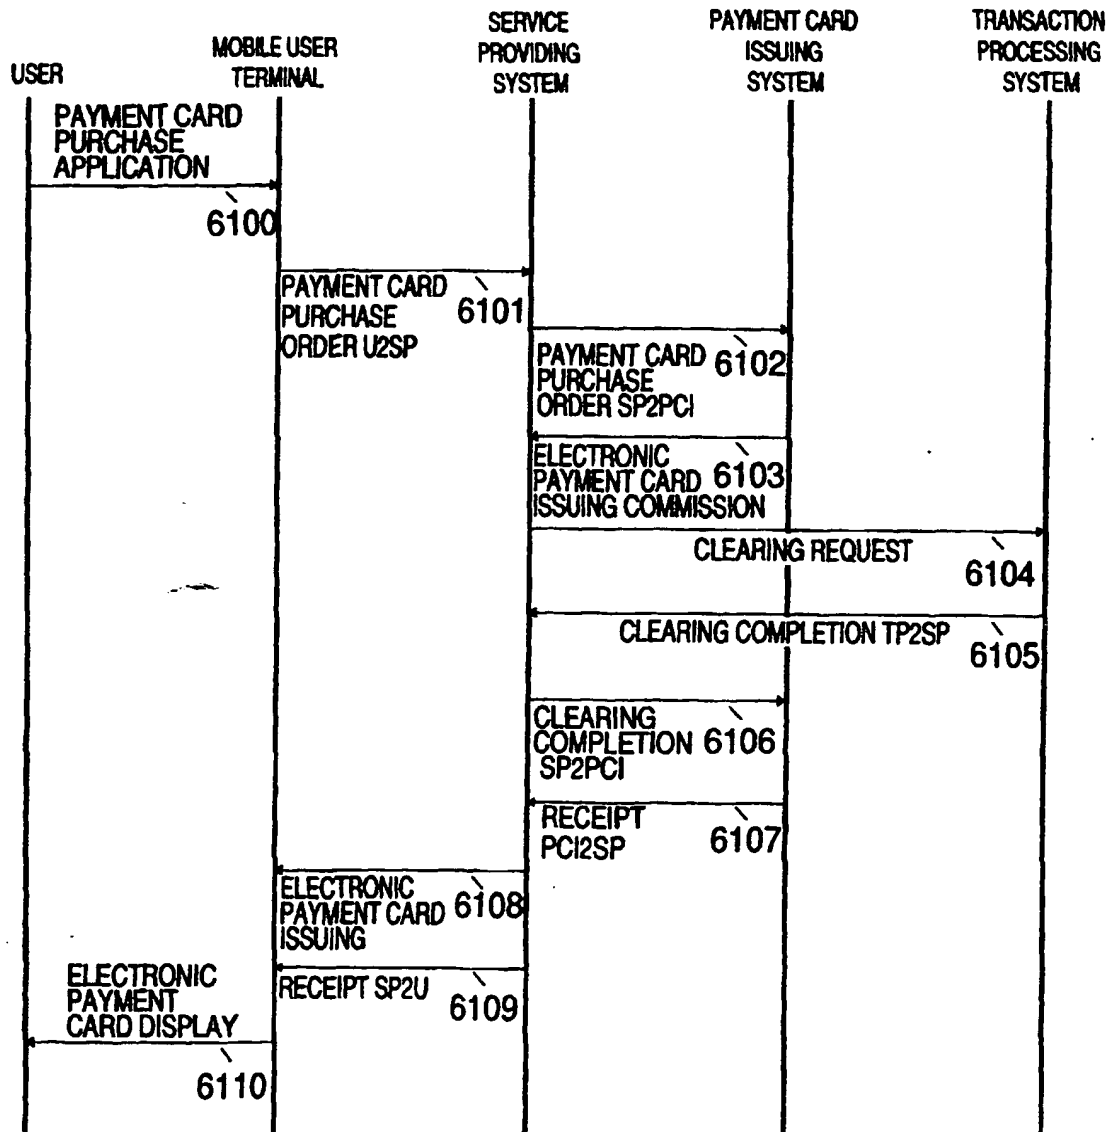 USER
MOBILE USER
TERMINAL
SERVICE
PROVIDING
SYSTEM
PAYMENT CARD
ISSUING
SYSTEM
TRANSACTION
PROCESSING
SYSTEM
PAYMENT CARD
PURCHASE
APPLICATION
6100
PAYMENT CARD
PURCHASE
ORDER U2SP
6101
PAYMENT CARD
PURCHASE
ORDER SP2PCI
6102
ELECTRONIC
PAYMENT CARD
ISSUING COMMISSION
6103
CLEARING REQUEST
6104
CLEARING COMPLETION TP2SP
6105
CLEARING
COMPLETION
SP2PCI
6106
RECEIPT
PCI2SP
6107
ELECTRONIC
PAYMENT CARD
ISSUING
6108
RECEIPT SP2U
6109
ELECTRONIC
PAYMENT
CARD DISPLAY
6110